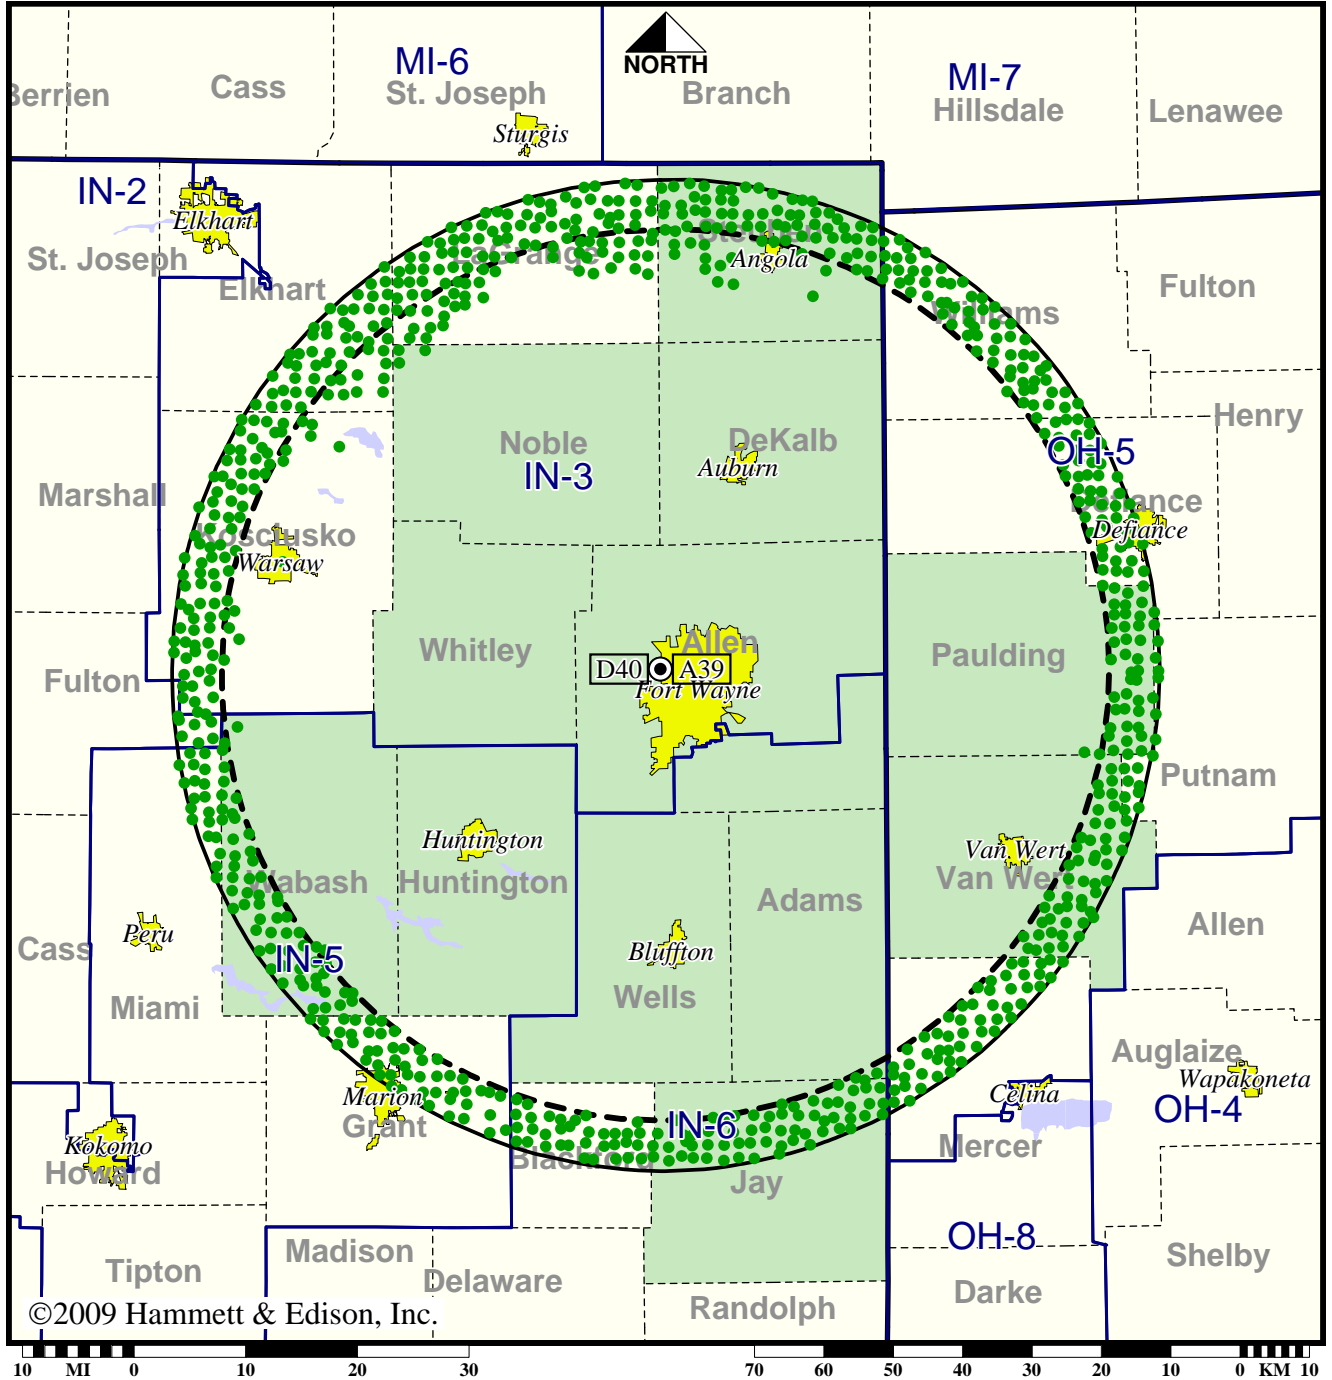 MI-6
MI-7
NORTH
Berrien
Cass
St. Joseph
Branch
Hillsdale
Lenawee
Sturgis
IN-2
Elkhart
St. Joseph
Elkhart
LaGrange
Steuben
Angola
Williams
Fulton
Henry
Noble
DeKalb
Auburn
IN-3
OH-5
Marshall
Kosciusko
Warsaw
Defiance
Defiance
Whitley
Allen
Paulding
D40
A39
Fort Wayne
Fulton
Putnam
Huntington
Wabash
Huntington
Van Wert
Van Wert
Adams
Peru
Cass
IN-5
Bluffton
Allen
Miami
Wells
Auglaize
Wapakoneta
Marion
Celina
OH-4
Grant
IN-6
Kokomo
Howard
Blackford
Mercer
Jay
OH-8
Madison
Shelby
Tipton
Delaware
Darke
Randolph
©2009 Hammett & Edison, Inc.
10 MI 0 10 20 30 70 60 50 40 30 20 10 0 KM 10